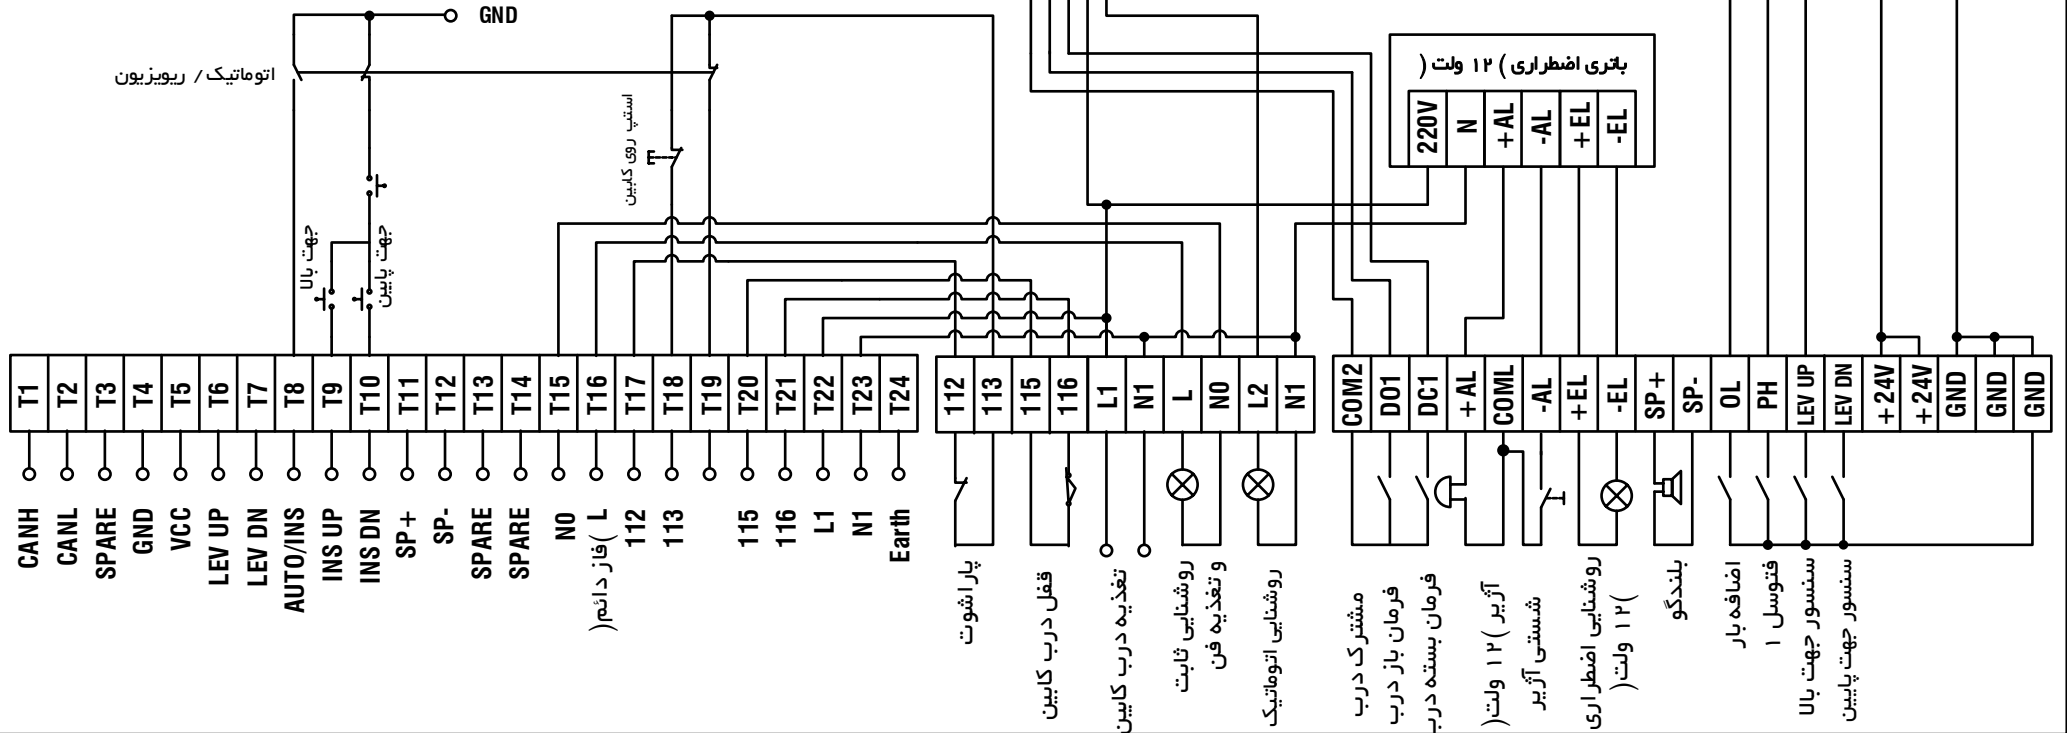 GND
اتوماتیک / ریویزیون
استپ روی کابین
جهت بالا
جهت پایین
باتری اضطراری )۱۲ ولت(
220V
N
+AL
-AL
+EL
-EL
T1
T2
T3
T4
T5
T6
T7
T8
T9
T10
T11
T12
T13
T14
T15
T16
T17
T18
T19
T20
T21
T22
T23
T24
112
113
115
116
L1
N1
L
N0
L2
N1
COM2
DO1
DC1
+AL
COML
-AL
+EL
-EL
SP+
SP-
OL
PH
LEV UP
LEV DN
+24V
+24V
GND
GND
GND
CANH
CANL
SPARE
GND
VCC
LEV UP
LEV DN
AUTO/INS
INS UP
INS DN
SP+
SP-
SPARE
SPARE
N0
L )فاز دائم(
112
113
115
116
L1
N1
Earth
پاراشوت
قفل درب کابین
تغذیه درب کابین
روشنایی ثابت
و تغذیه فن
روشنایی اتوماتیک
مشترک درب
فرمان باز درب
فرمان بسته درب
آژیر )۱۲ ولت(
شستی آژیر
روشنایی اضطراری
)۱۲ ولت(
بلندگو
اضافه بار
فتوسل ۱
سنسور جهت بالا
سنسور جهت پایین